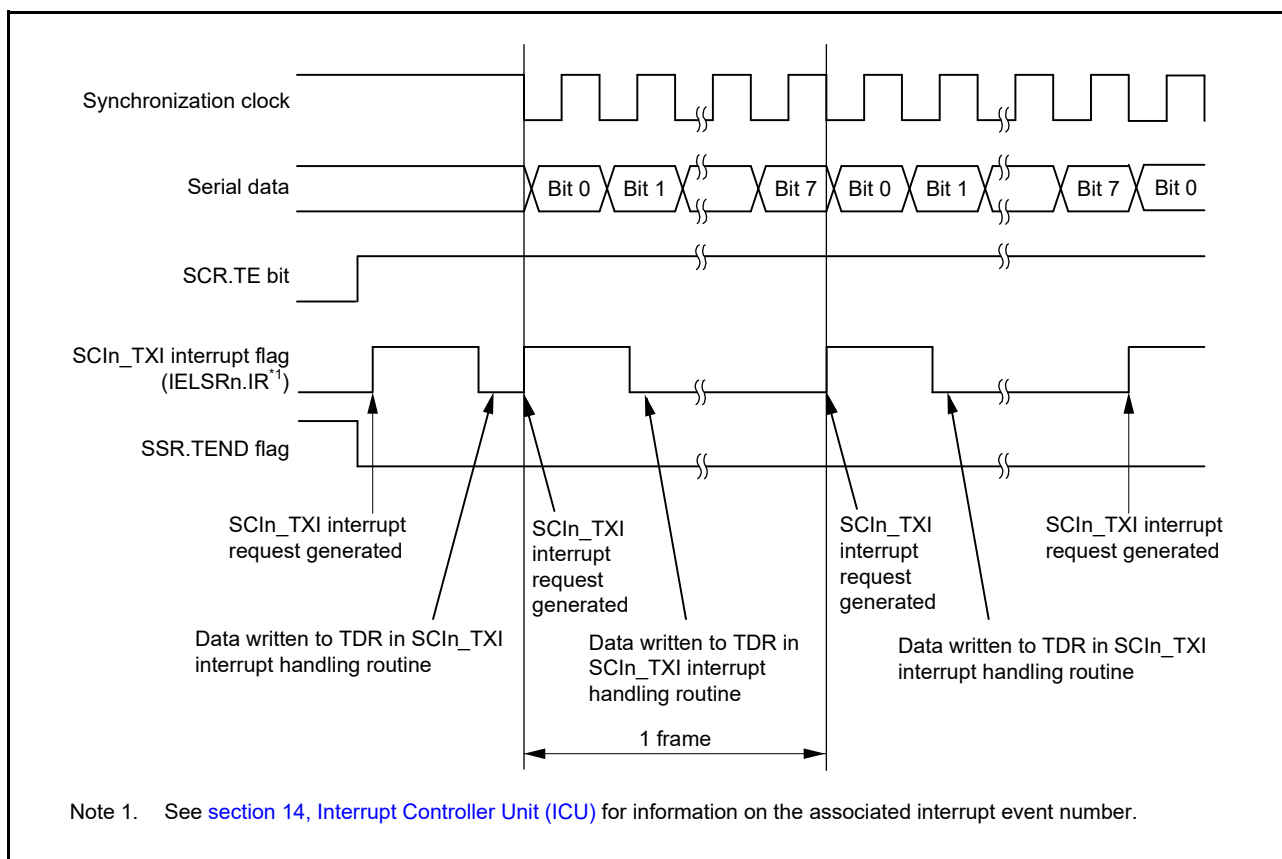 Synchronization clock
Serial data
Bit 0 Bit 1 Bit 7 Bit 0 Bit 1 Bit 7 Bit 0
SCR.TE bit
SCIn_TXI interrupt flag
(IELSRn.IR*1)
SSR.TEND flag
SCIn_TXI interrupt
request generated
SCIn_TXI
interrupt
request
generated
SCIn_TXI
interrupt
request
generated
SCIn_TXI interrupt
request generated
Data written to TDR in SCIn_TXI
interrupt handling routine
Data written to TDR in
SCIn_TXI interrupt
handling routine
Data written to TDR in SCIn_TXI
interrupt handling routine
1 frame
Note 1. See section 14, Interrupt Controller Unit (ICU) for information on the associated interrupt event number.